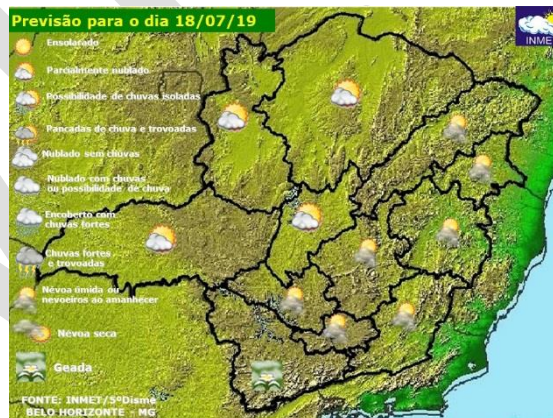 Previsão para o dia 18/07/19
INMET
Ensolarado
Parcialmente nublado
Possibilidade de chuvas isoladas
Pancadas de chuva e trovoadas
Nublado sem chuvas
Nublado com chuvas
ou possibilidade de chuva
Encoberto com
chuvas fortes
Chuvas fortes
e trovoadas
Névoa úmida ou
nevoeiros ao amanhecer
Névoa seca
Geada
FONTE: INMET/5ºDisme
BELO HORIZONTE - MG